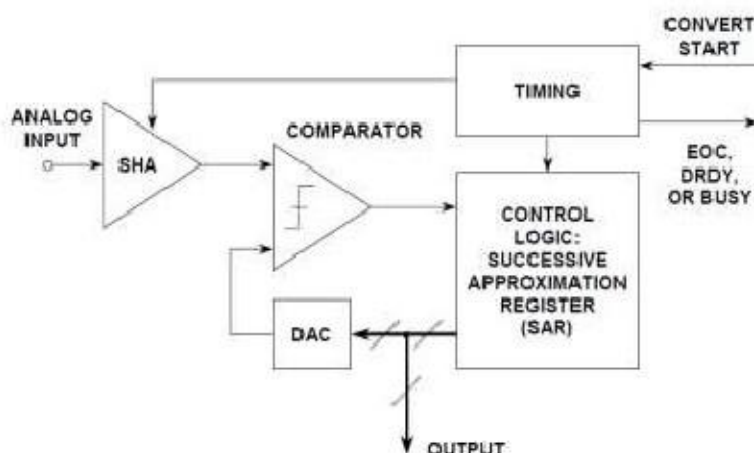 CONVERT
START
TIMING
ANALOG
INPUT
COMPARATOR
SHA
EOC,
DRDY,
OR BUSY
CONTROL
LOGIC:
SUCCESSIVE
APPROXIMATION
REGISTER
(SAR)
DAC
OUTPUT